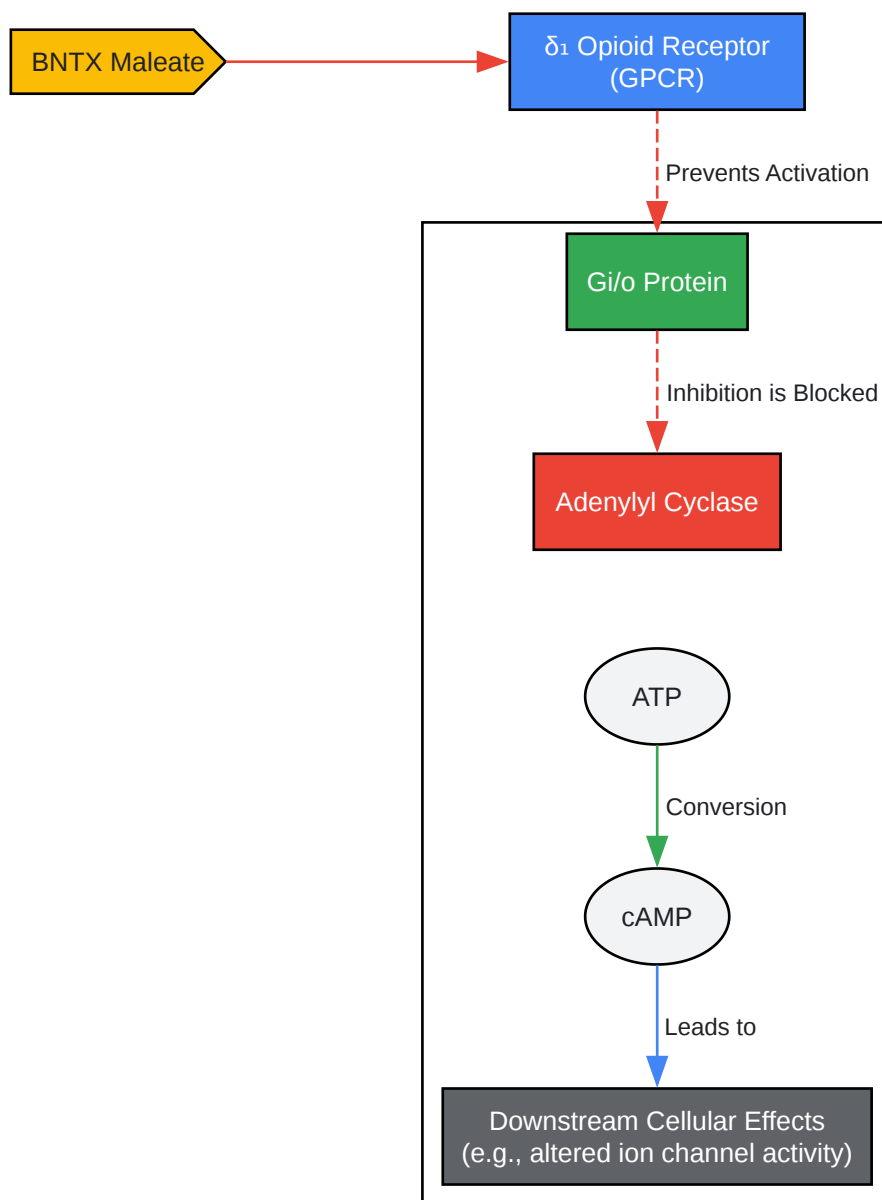 BNTX Maleate
δ₁ Opioid Receptor
(GPCR)
Prevents Activation
Gi/o Protein
Inhibition is Blocked
Adenylyl Cyclase
ATP
Conversion
cAMP
Leads to
Downstream Cellular Effects
(e.g., altered ion channel activity)